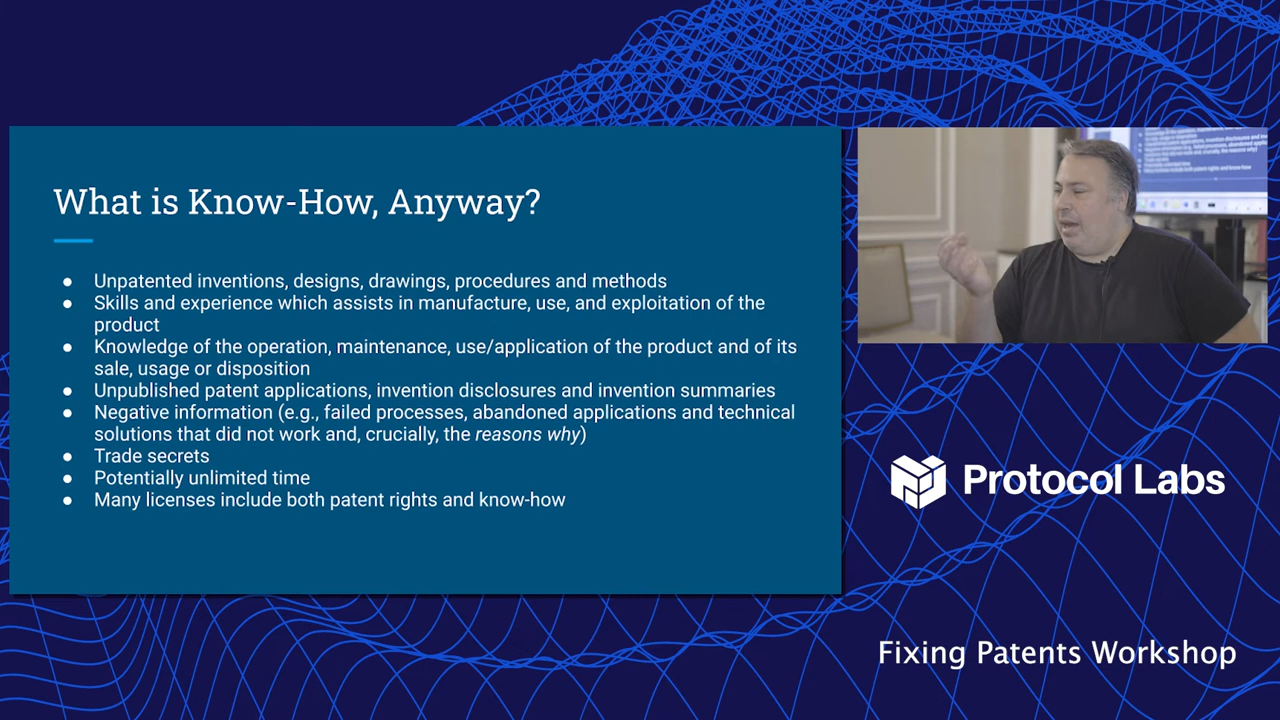 What is Know-How, Anyway?
● Unpatented inventions, designs, drawings, procedures and methods
● Skills and experience which assists in manufacture, use, and exploitation of the
product
● Knowledge of the operation, maintenance, use/application of the product and of its
sale, usage or disposition
● Unpublished patent applications, invention disclosures and invention summaries
● Negative information (e.g., failed processes, abandoned applications and technical
solutions that did not work and, crucially, the reasons why)
● Trade secrets
● Potentially unlimited time
● Many licenses include both patent rights and know-how
Protocol Labs
Fixing Patents Workshop